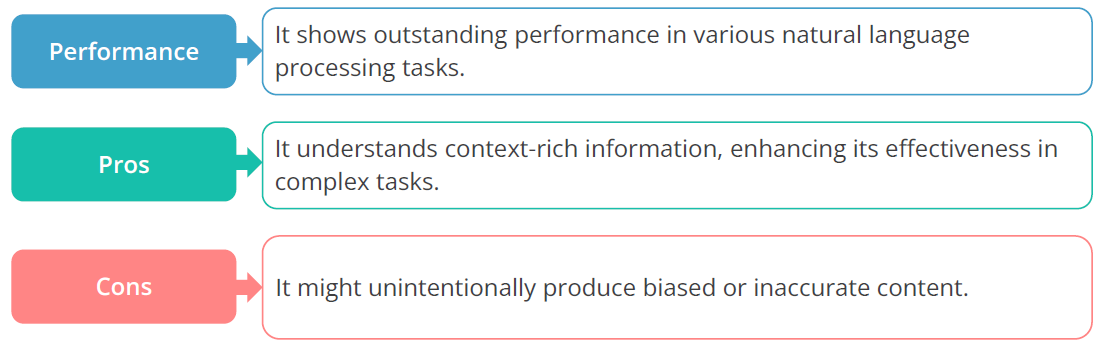 Performance
It shows outstanding performance in various natural language
processing tasks.
Pros
It understands context-rich information, enhancing its effectiveness in
complex tasks.
Cons
It might unintentionally produce biased or inaccurate content.